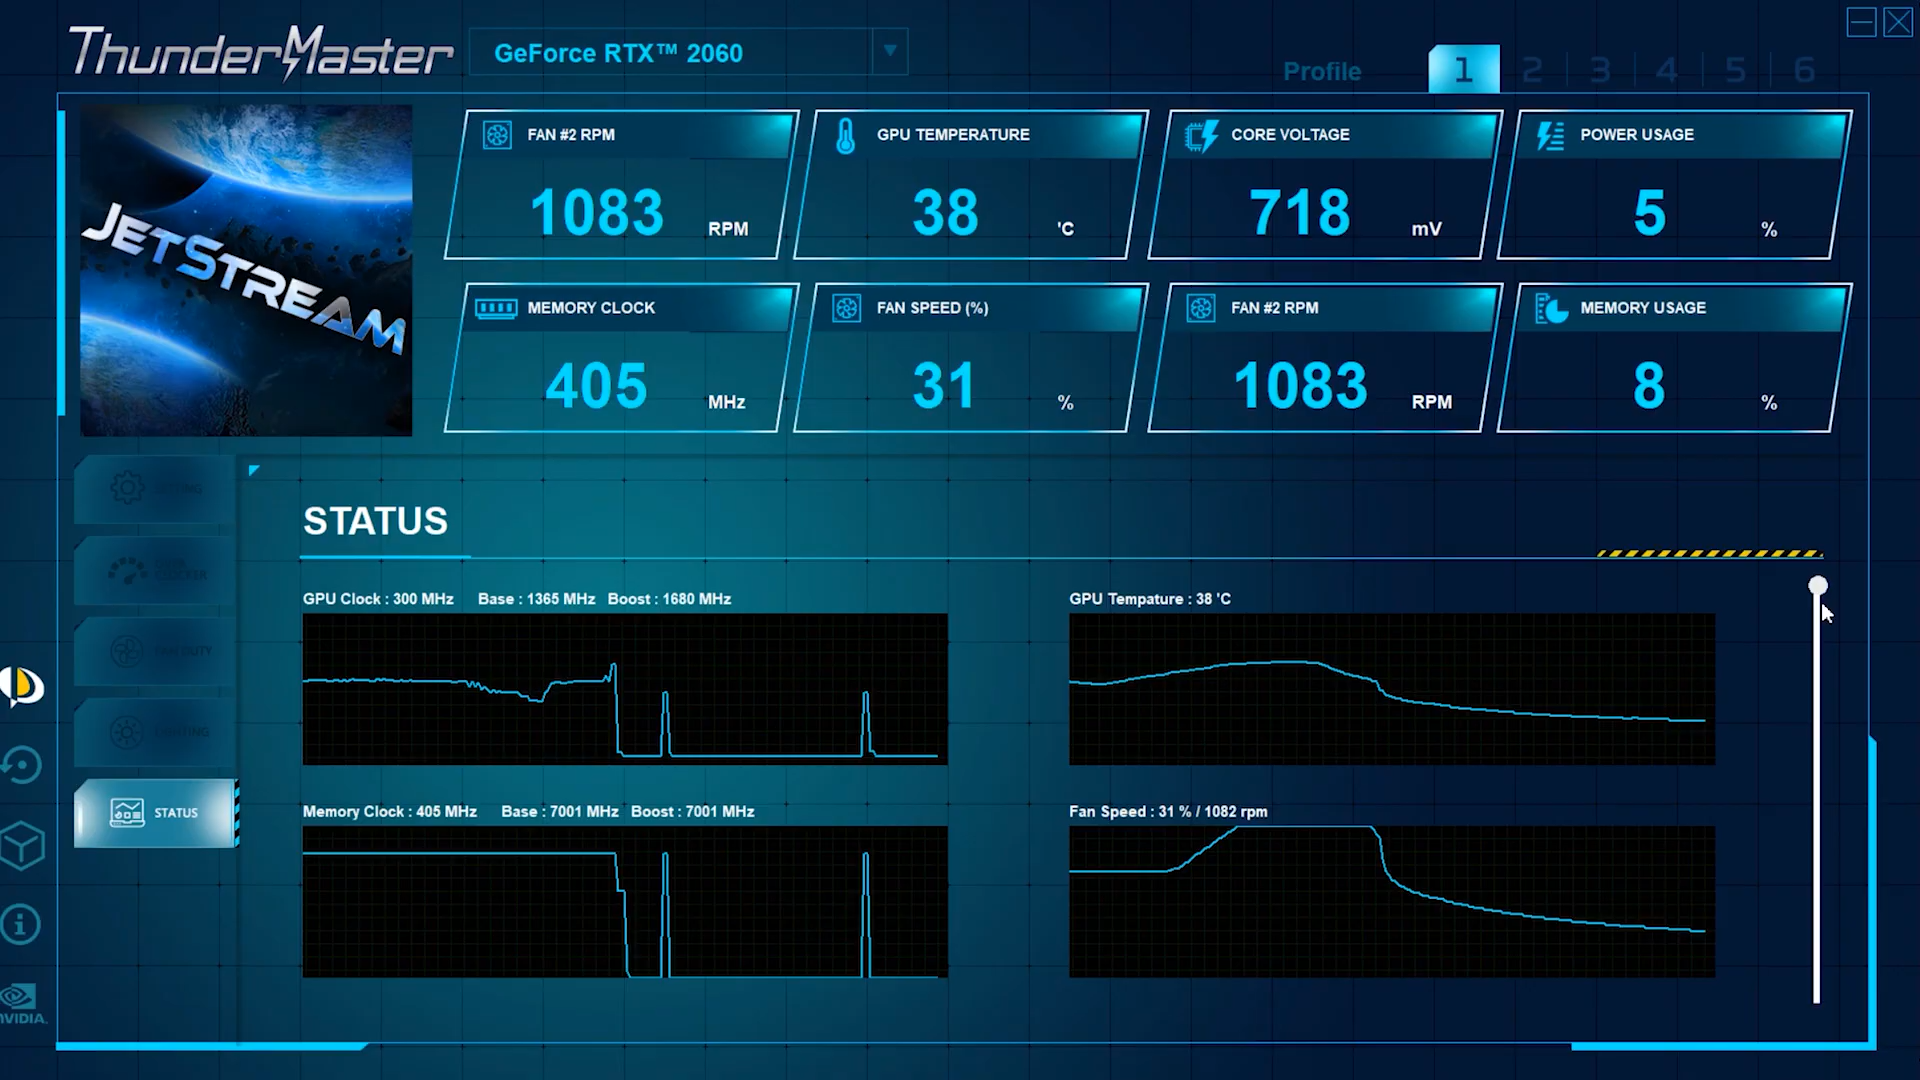 ThunderMaster
GeForce RTX™ 2060
Profile
1 2 3 4 5 6
JETSTREAM
FAN #2 RPM
1083 RPM
GPU TEMPERATURE
38 'C
CORE VOLTAGE
718 mV
POWER USAGE
5 %
MEMORY CLOCK
405 MHz
FAN SPEED (%)
31 %
FAN #2 RPM
1083 RPM
MEMORY USAGE
8 %
FAN DUTY
LIGHTING
STATUS
NVIDIA.
STATUS
GPU Clock : 300 MHz Base : 1365 MHz Boost : 1680 MHz
GPU Tempature : 38 'C
Memory Clock : 405 MHz Base : 7001 MHz Boost : 7001 MHz
Fan Speed : 31 % / 1082 rpm